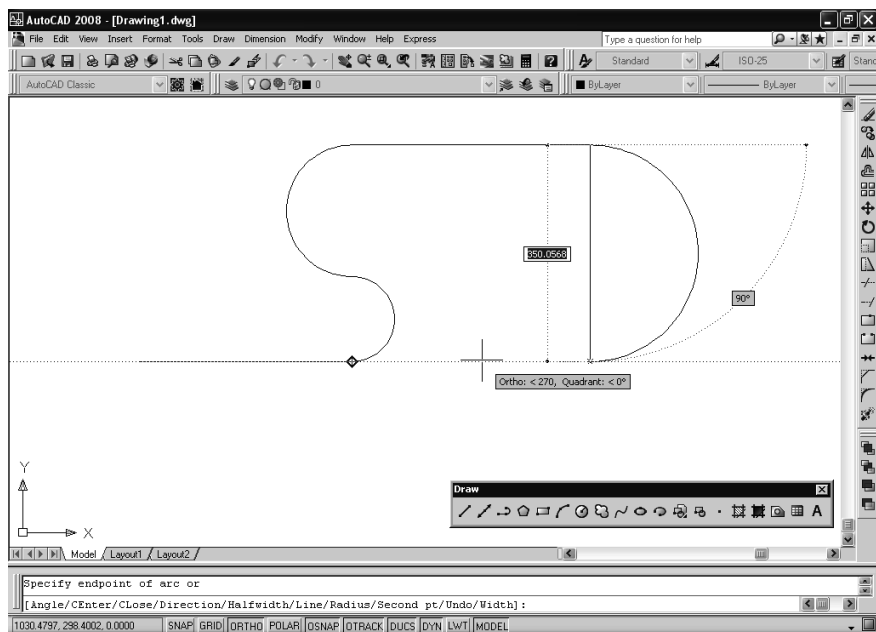 AutoCAD 2008 - [Drawing1.dwg]
File Edit View Insert Format Tools Draw Dimension Modify Window Help Express
Type a question for help
Standard
ISO-25
Stanc
AutoCAD Classic
0
ByLayer
ByLayer
350.0568
90°
Ortho: < 270, Quadrant: < 0°
Y
X
Draw
A
Model Layout1 Layout2
Specify endpoint of arc or
[Angle/CEnter/CLose/Direction/Halfwidth/Line/Radius/Second pt/Undo/Width]:
1030.4797, 298.4002, 0.0000 SNAP GRID ORTHO POLAR OSNAP OTRACK DUCS DYN LWT MODEL